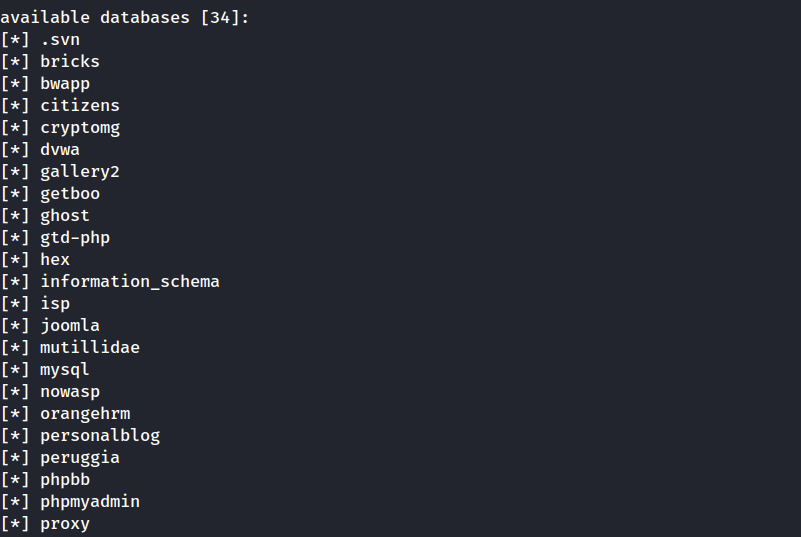 available databases [34]:
[*] .svn
[*] bricks
[*] bwapp
[*] citizens
[*] cryptomg
[*] dvwa
[*] gallery2
[*] getboo
[*] ghost
[*] gtd-php
[*] hex
[*] information_schema
[*] isp
[*] joomla
[*] mutillidae
[*] mysql
[*] nowasp
[*] orangehrm
[*] personalblog
[*] peruggia
[*] phpbb
[*] phpmyadmin
[*] proxy